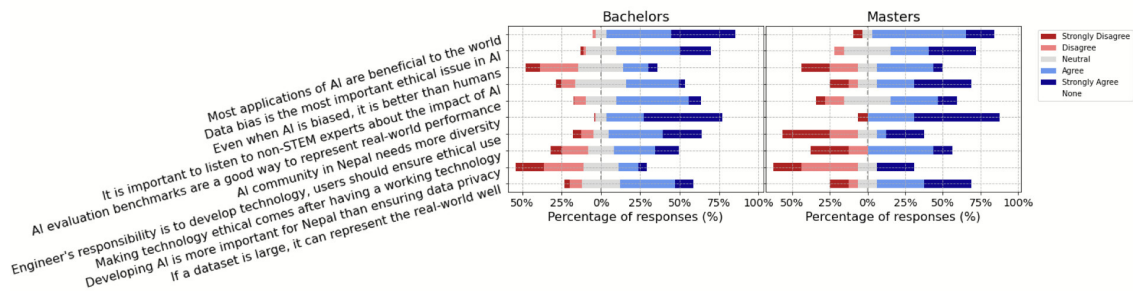 Bachelors
Masters
Most applications of AI are beneficial to the world
Data bias is the most important ethical issue in AI
Even when AI is biased, it is better than humans
It is important to listen to non-STEM experts about the impact of AI
AI evaluation benchmarks are a good way to represent real-world performance
AI community in Nepal needs more diversity
Engineer's responsibility is to develop technology, users should ensure ethical use
Making technology ethical comes after having a working technology
Developing AI is more important for Nepal than ensuring data privacy
If a dataset is large, it can represent the real-world well
50% 25% 0% 25% 50% 100%
Percentage of responses (%)
50% 25% 0% 25% 50% 75% 100%
Percentage of responses (%)
Strongly Disagree
Disagree
Neutral
Agree
Strongly Agree
None